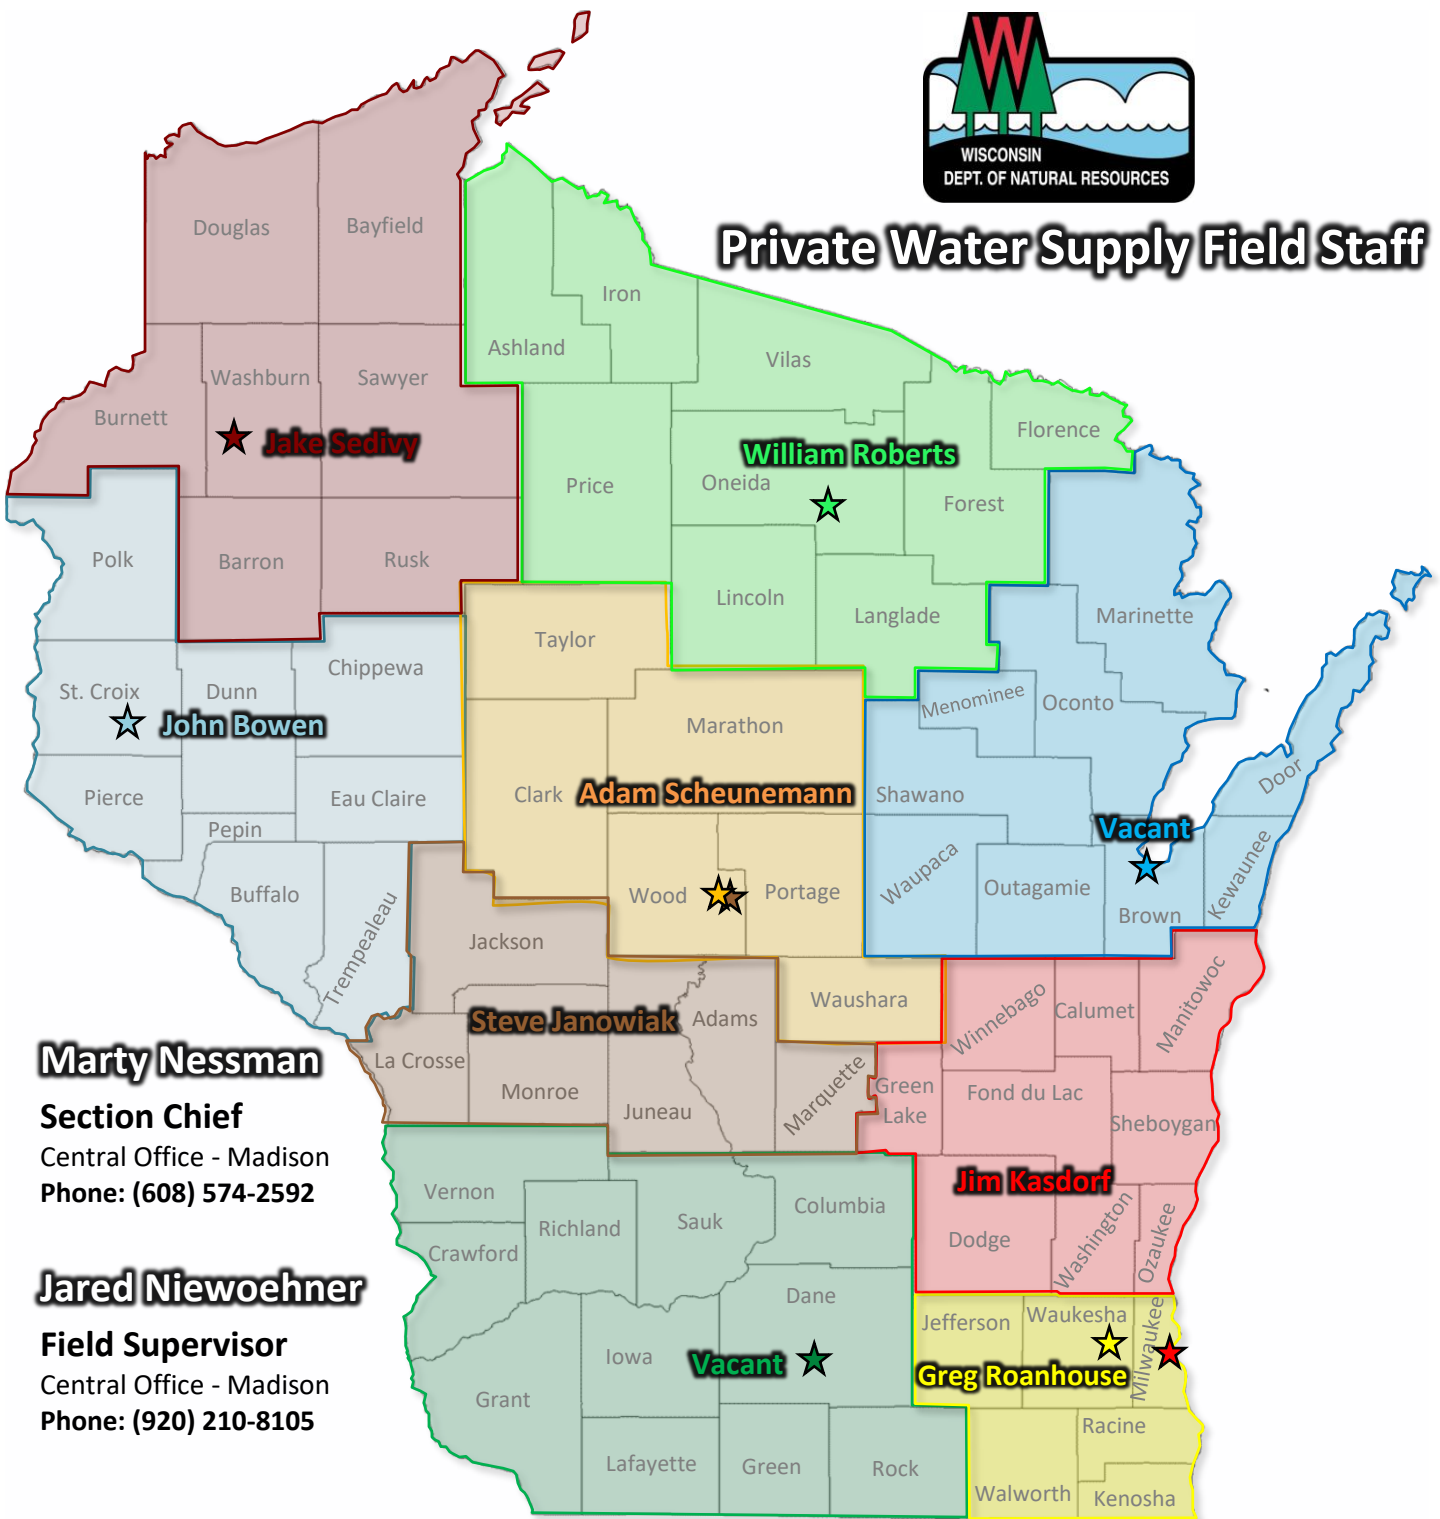 WISCONSIN
DEPT. OF NATURAL RESOURCES
Private Water Supply Field Staff
Douglas
Bayfield
Iron
Ashland
Vilas
Washburn
Sawyer
Burnett
Jake Sedivy
Florence
William Roberts
Oneida
Price
Forest
Polk
Barron
Rusk
Lincoln
Langlade
Marinette
Taylor
Chippewa
St. Croix
Dunn
John Bowen
Menominee
Oconto
Marathon
Door
Pierce
Eau Claire
Clark
Adam Scheunemann
Shawano
Pepin
Vacant
Buffalo
Wood
Portage
Waupaca
Outagamie
Brown
Kewaunee
Trempealeau
Jackson
Waushara
Winnebago
Calumet
Manitowoc
Steve Janowiak
Adams
La Crosse
Monroe
Juneau
Marquette
Green
Lake
Fond du Lac
Sheboygan
Marty Nessman
Section Chief
Central Office - Madison
Phone: (608) 574-2592
Jim Kasdorf
Vernon
Richland
Sauk
Columbia
Crawford
Dodge
Washington
Ozaukee
Jared Niewoehner
Field Supervisor
Central Office - Madison
Phone: (920) 210-8105
Dane
Jefferson
Waukesha
Milwaukee
Iowa
Vacant
Greg Roanhouse
Grant
Racine
Lafayette
Green
Rock
Walworth
Kenosha